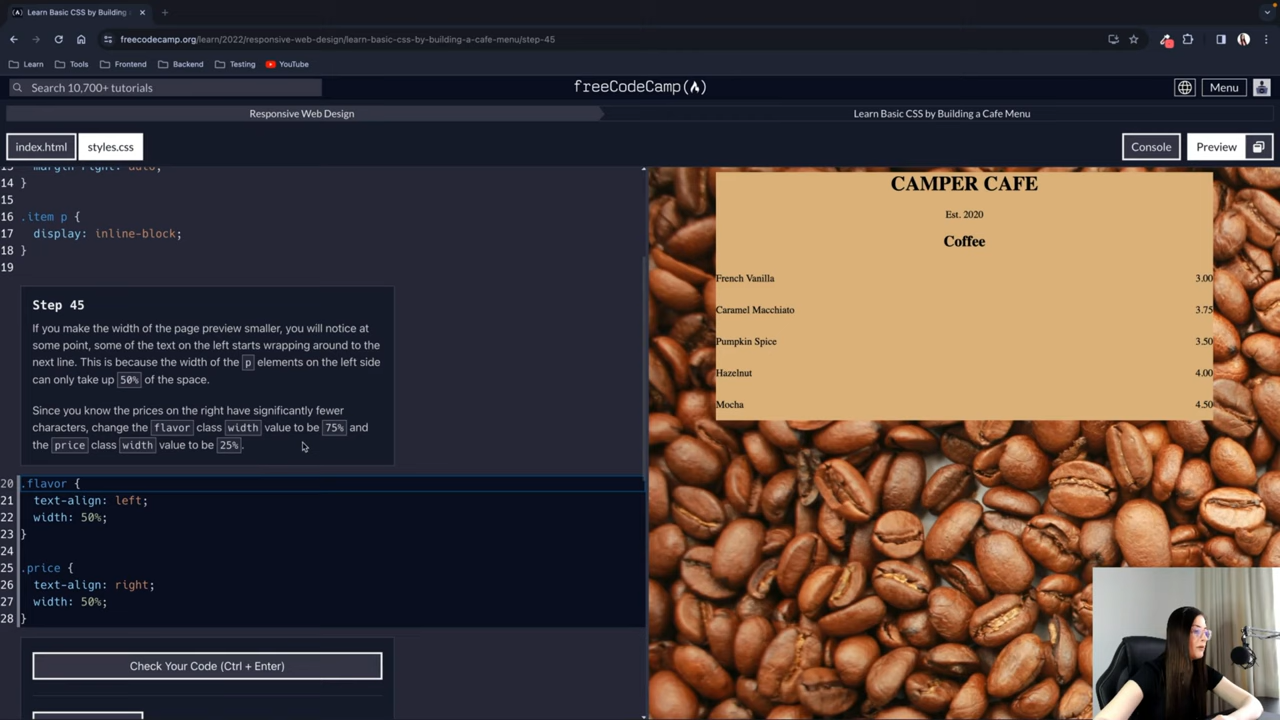 Learn Basic CSS by Building
freecodecamp.org/learn/2022/responsive-web-design/learn-basic-css-by-building-a-cafe-menu/step-45
Learn Tools Frontend Backend Testing YouTube
Search 10,700+ tutorials
freeCodeCamp(🔥)
Menu
Responsive Web Design
Learn Basic CSS by Building a Cafe Menu
index.html styles.css
Console Preview
margin-right: auto;
14 }
15
16 .item p {
17 display: inline-block;
18 }
19
Step 45
If you make the width of the page preview smaller, you will notice at
some point, some of the text on the left starts wrapping around to the
next line. This is because the width of the p elements on the left side
can only take up 50% of the space.
Since you know the prices on the right have significantly fewer
characters, change the flavor class width value to be 75% and
the price class width value to be 25%.
20 .flavor {
21 text-align: left;
22 width: 50%;
23 }
24
25 .price {
26 text-align: right;
27 width: 50%;
28 }
Check Your Code (Ctrl + Enter)
CAMPER CAFE
Est. 2020
Coffee
French Vanilla 3.00
Caramel Macchiato 3.75
Pumpkin Spice 3.50
Hazelnut 4.00
Mocha 4.50